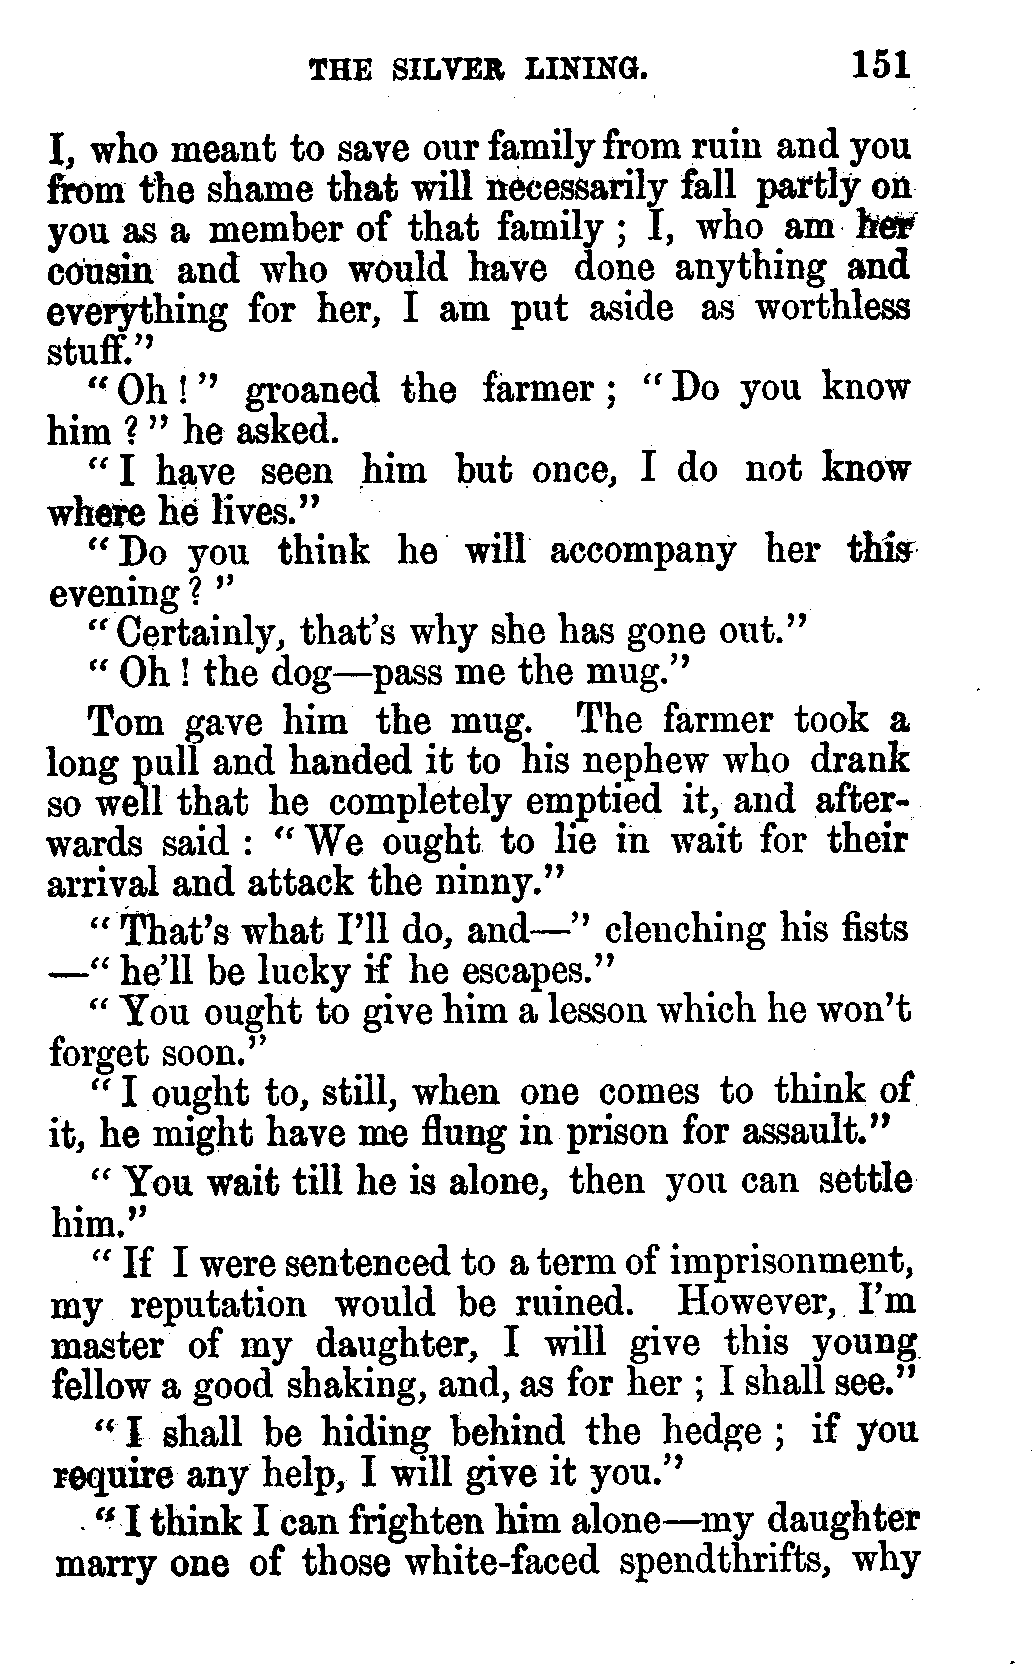 THE SILVER LINING. 151
I, who meant to save our family from ruin and you
from the shame that will necessarily fall partly on
you as a member of that family ; I, who am her
cousin and who would have done anything and
everything for her, I am put aside as worthless
stuff."
"Oh!" groaned the farmer; "Do you know
him?" he asked.
"I have seen him but once, I do not know
where he lives."
"Do you think he will accompany her this
evening?"
"Certainly, that's why she has gone out."
"Oh! the dog—pass me the mug."
Tom gave him the mug. The farmer took a
long pull and handed it to his nephew who drank
so well that he completely emptied it, and after-
wards said: "We ought to lie in wait for their
arrival and attack the ninny."
"That's what I'll do, and—" clenching his fists
—"he'll be lucky if he escapes."
"You ought to give him a lesson which he won't
forget soon."
"I ought to, still, when one comes to think of
it, he might have me flung in prison for assault."
"You wait till he is alone, then you can settle
him."
"If I were sentenced to a term of imprisonment,
my reputation would be ruined. However, I'm
master of my daughter, I will give this young
fellow a good shaking, and, as for her ; I shall see."
"I shall be hiding behind the hedge ; if you
require any help, I will give it you."
"I think I can frighten him alone—my daughter
marry one of those white-faced spendthrifts, why